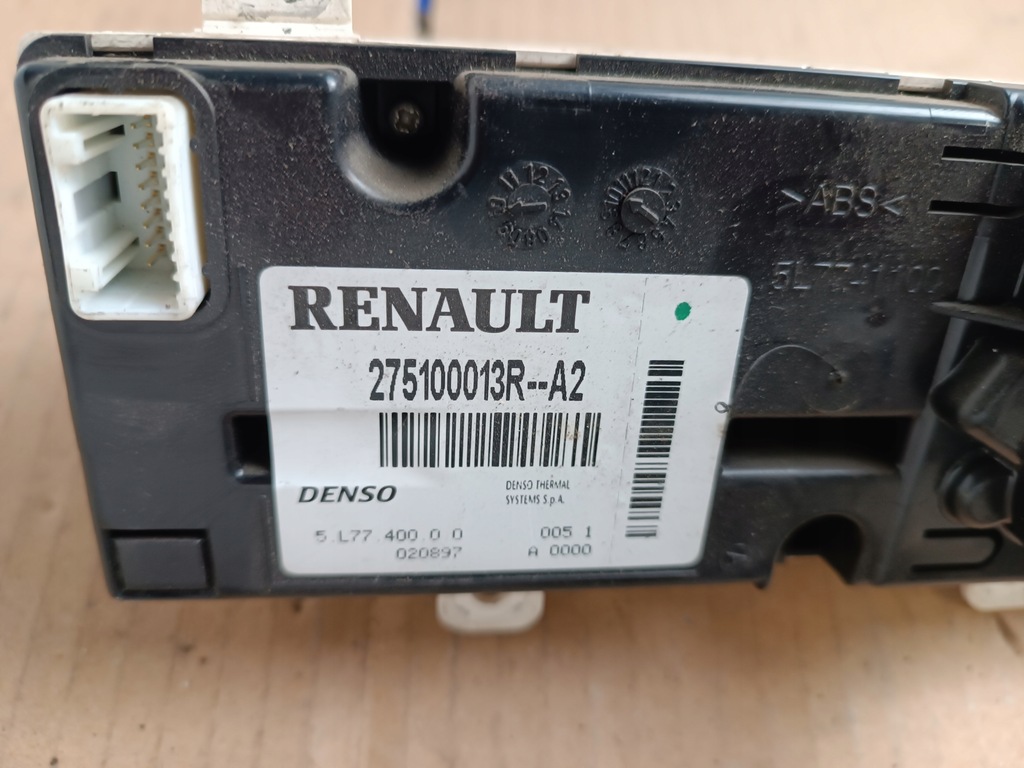 >ABS<
RENAULT
275100013R--A2
DENSO
DENSO THERMAL
SYSTEMS S.p.A.
5.L77.400.0 0 005 1
020897 A 0000